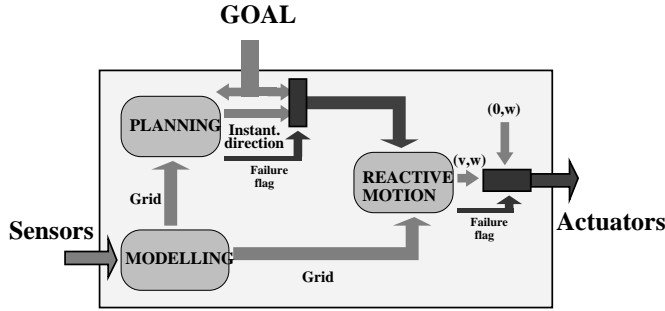 GOAL
PLANNING
Instant.
direction
Failure
flag
(0,w)
(v,w)
REACTIVE
MOTION
Failure
flag
Actuators
Grid
Sensors
MODELLING
Grid